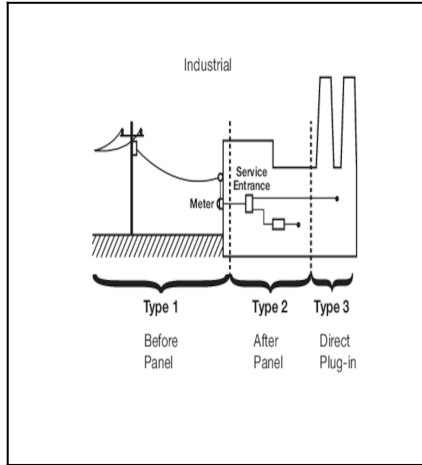 Industrial
Service
Entrance
Meter
Type 1
Type 2
Type 3
Before
Panel
After
Panel
Direct
Plug-in